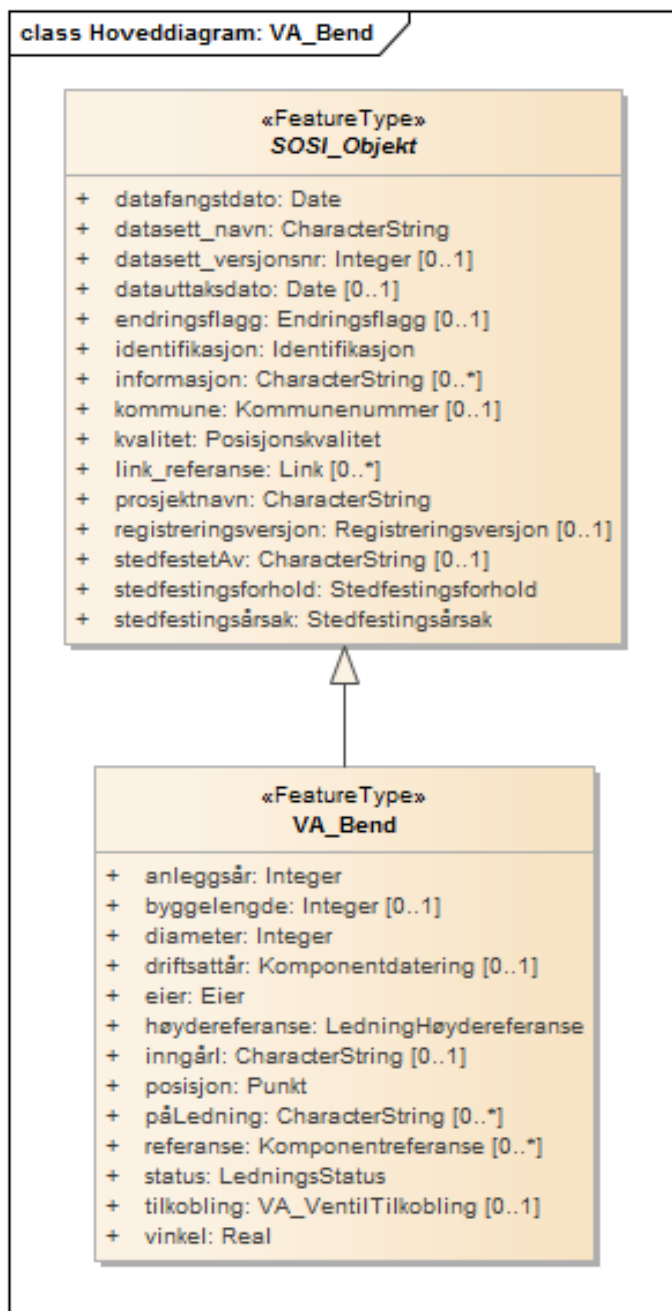 class Hoveddiagram: VA_Bend
«FeatureType»
SOSI_Objekt
+ datafangstdato: Date
+ datasett_navn: CharacterString
+ datasett_versjonsnr: Integer [0..1]
+ datauttaksdato: Date [0..1]
+ endringsflagg: Endringsflagg [0..1]
+ identifikasjon: Identifikasjon
+ informasjon: CharacterString [0..*]
+ kommune: Kommunenummer [0..1]
+ kvalitet: Posisjonskvalitet
+ link_referanse: Link [0..*]
+ prosjektnavn: CharacterString
+ registreringsversjon: Registreringsversjon [0..1]
+ stedfestetAv: CharacterString [0..1]
+ stedfestingsforhold: Stedfestingsforhold
+ stedfestingsårsak: Stedfestingsårsak
«FeatureType»
VA_Bend
+ anleggsår: Integer
+ byggelengde: Integer [0..1]
+ diameter: Integer
+ driftsattår: Komponentdatering [0..1]
+ eier: Eier
+ høydereferanse: LedningHøydereferanse
+ inngårI: CharacterString [0..1]
+ posisjon: Punkt
+ påLedning: CharacterString [0..*]
+ referanse: Komponentreferanse [0..*]
+ status: LedningsStatus
+ tilkobling: VA_VentilTilkobling [0..1]
+ vinkel: Real